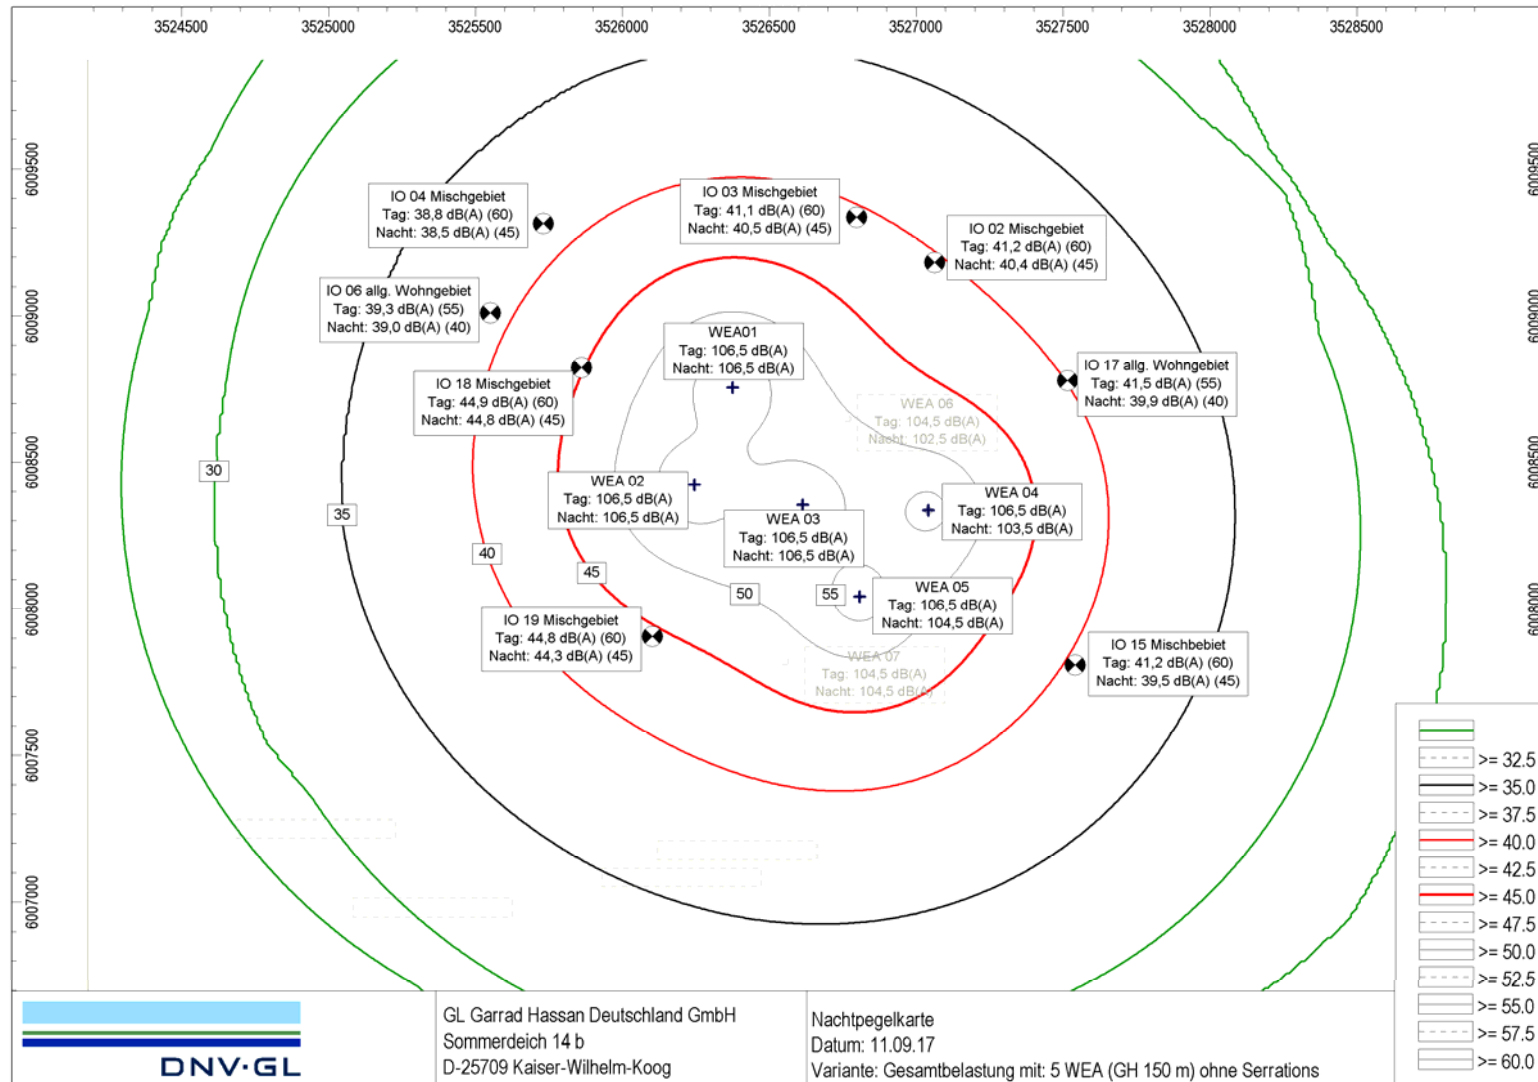 3524500 3525000 3525500 3526000 3526500 3527000 3527500 3528000 3528500
6009500
6009000
6008500
6008000
6007500
6007000
6009500
6009000
6008500
6008000
IO 04 Mischgebiet
Tag: 38,8 dB(A) (60)
Nacht: 38,5 dB(A) (45)
IO 03 Mischgebiet
Tag: 41,1 dB(A) (60)
Nacht: 40,5 dB(A) (45)
IO 02 Mischgebiet
Tag: 41,2 dB(A) (60)
Nacht: 40,4 dB(A) (45)
IO 06 allg. Wohngebiet
Tag: 39,3 dB(A) (55)
Nacht: 39,0 dB(A) (40)
WEA01
Tag: 106,5 dB(A)
Nacht: 106,5 dB(A)
IO 18 Mischgebiet
Tag: 44,9 dB(A) (60)
Nacht: 44,8 dB(A) (45)
IO 17 allg. Wohngebiet
Tag: 41,5 dB(A) (55)
Nacht: 39,9 dB(A) (40)
WEA 06
Tag: 104,5 dB(A)
Nacht: 102,5 dB(A)
WEA 02
Tag: 106,5 dB(A)
Nacht: 106,5 dB(A)
WEA 03
Tag: 106,5 dB(A)
Nacht: 106,5 dB(A)
WEA 04
Tag: 106,5 dB(A)
Nacht: 103,5 dB(A)
30
35
40
45
50
55
WEA 05
Tag: 106,5 dB(A)
Nacht: 104,5 dB(A)
IO 19 Mischgebiet
Tag: 44,8 dB(A) (60)
Nacht: 44,3 dB(A) (45)
WEA 07
Tag: 104,5 dB(A)
Nacht: 104,5 dB(A)
IO 15 Mischbebiet
Tag: 41,2 dB(A) (60)
Nacht: 39,5 dB(A) (45)
>= 32.5
>= 35.0
>= 37.5
>= 40.0
>= 42.5
>= 45.0
>= 47.5
>= 50.0
>= 52.5
>= 55.0
>= 57.5
>= 60.0
DNV·GL
GL Garrad Hassan Deutschland GmbH
Sommerdeich 14 b
D-25709 Kaiser-Wilhelm-Koog
Nachtpegelkarte
Datum: 11.09.17
Variante: Gesamtbelastung mit: 5 WEA (GH 150 m) ohne Serrations